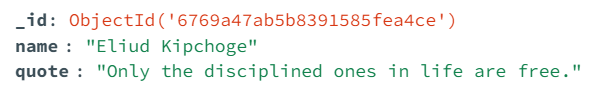 _id: ObjectId('6769a47ab5b8391585fea4ce')
name : "Eliud Kipchoge"
quote : "Only the disciplined ones in life are free."